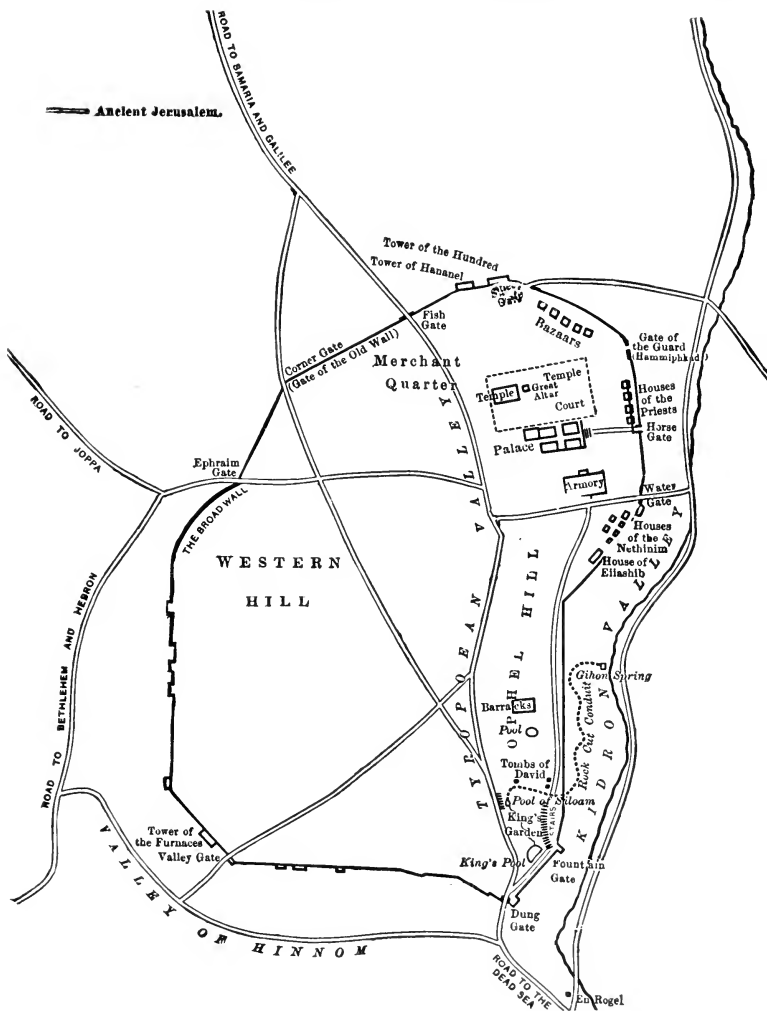 ROAD TO SAMARIA AND GALILEE
Ancient Jerusalem.
Tower of the Hundred
Tower of Hananel
Gate
Fish
Gate
Bazaars
Corner Gate
(Gate of the Old Wall)
Merchant
Quarter
Gate of
the Guard
(Hammiphkad)
Temple
Temple
Great
Altar
Court
Houses
of the
Priests
Horse
Gate
Palace
ROAD TO JOPPA
Ephraim
Gate
THE BROAD WALL
Armory
Water
Gate
Houses
of the
Nethinim
House of
Eliashib
WESTERN
HILL
TYROPOEAN VALLEY
OPHEL HILL
KIDRON VALLEY
ROAD TO BETHLEHEM AND HEBRON
Gihon Spring
Rock Cut Conduit
Barracks
Pool
Tombs of
David
Pool of Siloam
King's
Garden
STAIRS
King's Pool
Fountain
Gate
Tower of
the Furnaces
Valley Gate
VALLEY OF HINNOM
Dung
Gate
ROAD TO THE
DEAD SEA
En Rogel